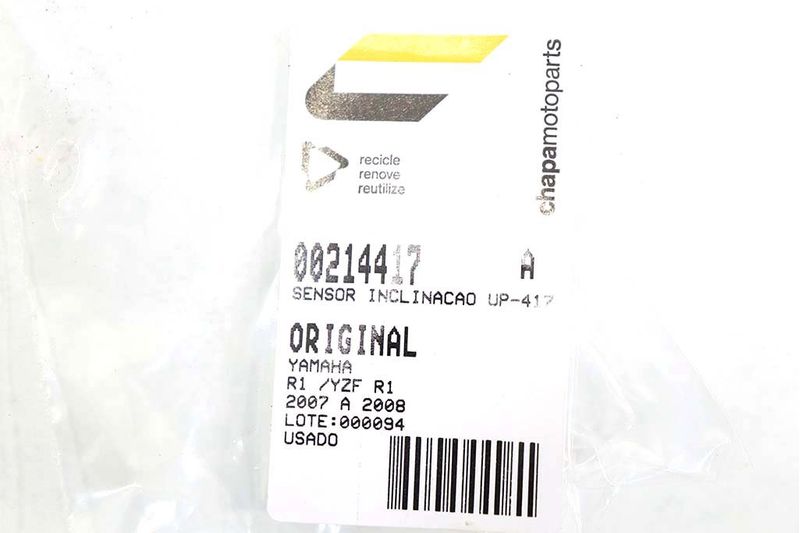 chapamotoparts
recicle
renove
reutilize
00214417 A
SENSOR INCLINACAO UP-417
ORIGINAL
YAMAHA
R1 /YZF R1
2007 A 2008
LOTE:000094
USADO